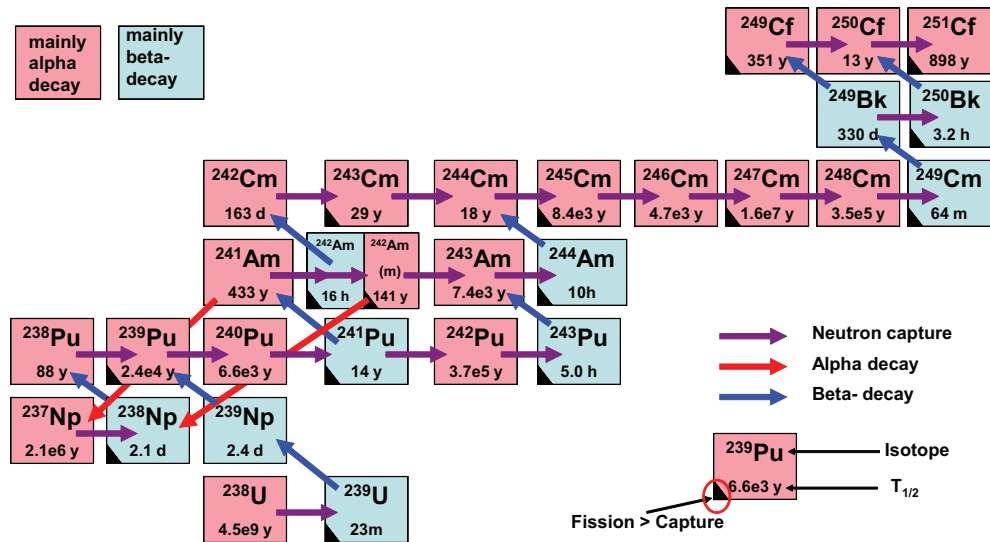 mainly
alpha
decay
mainly
beta-
decay
249Cf
351 y
250Cf
13 y
251Cf
898 y
249Bk
330 d
250Bk
3.2 h
242Cm
163 d
243Cm
29 y
244Cm
18 y
245Cm
8.4e3 y
246Cm
4.7e3 y
247Cm
1.6e7 y
248Cm
3.5e5 y
249Cm
64 m
241Am
433 y
242Am
16 h
242Am
(m)
141 y
243Am
7.4e3 y
244Am
10h
238Pu
88 y
239Pu
2.4e4 y
240Pu
6.6e3 y
241Pu
14 y
242Pu
3.7e5 y
243Pu
5.0 h
237Np
2.1e6 y
238Np
2.1 d
239Np
2.4 d
238U
4.5e9 y
239U
23m
Neutron capture
Alpha decay
Beta- decay
239Pu
6.6e3 y
Isotope
T1/2
Fission > Capture